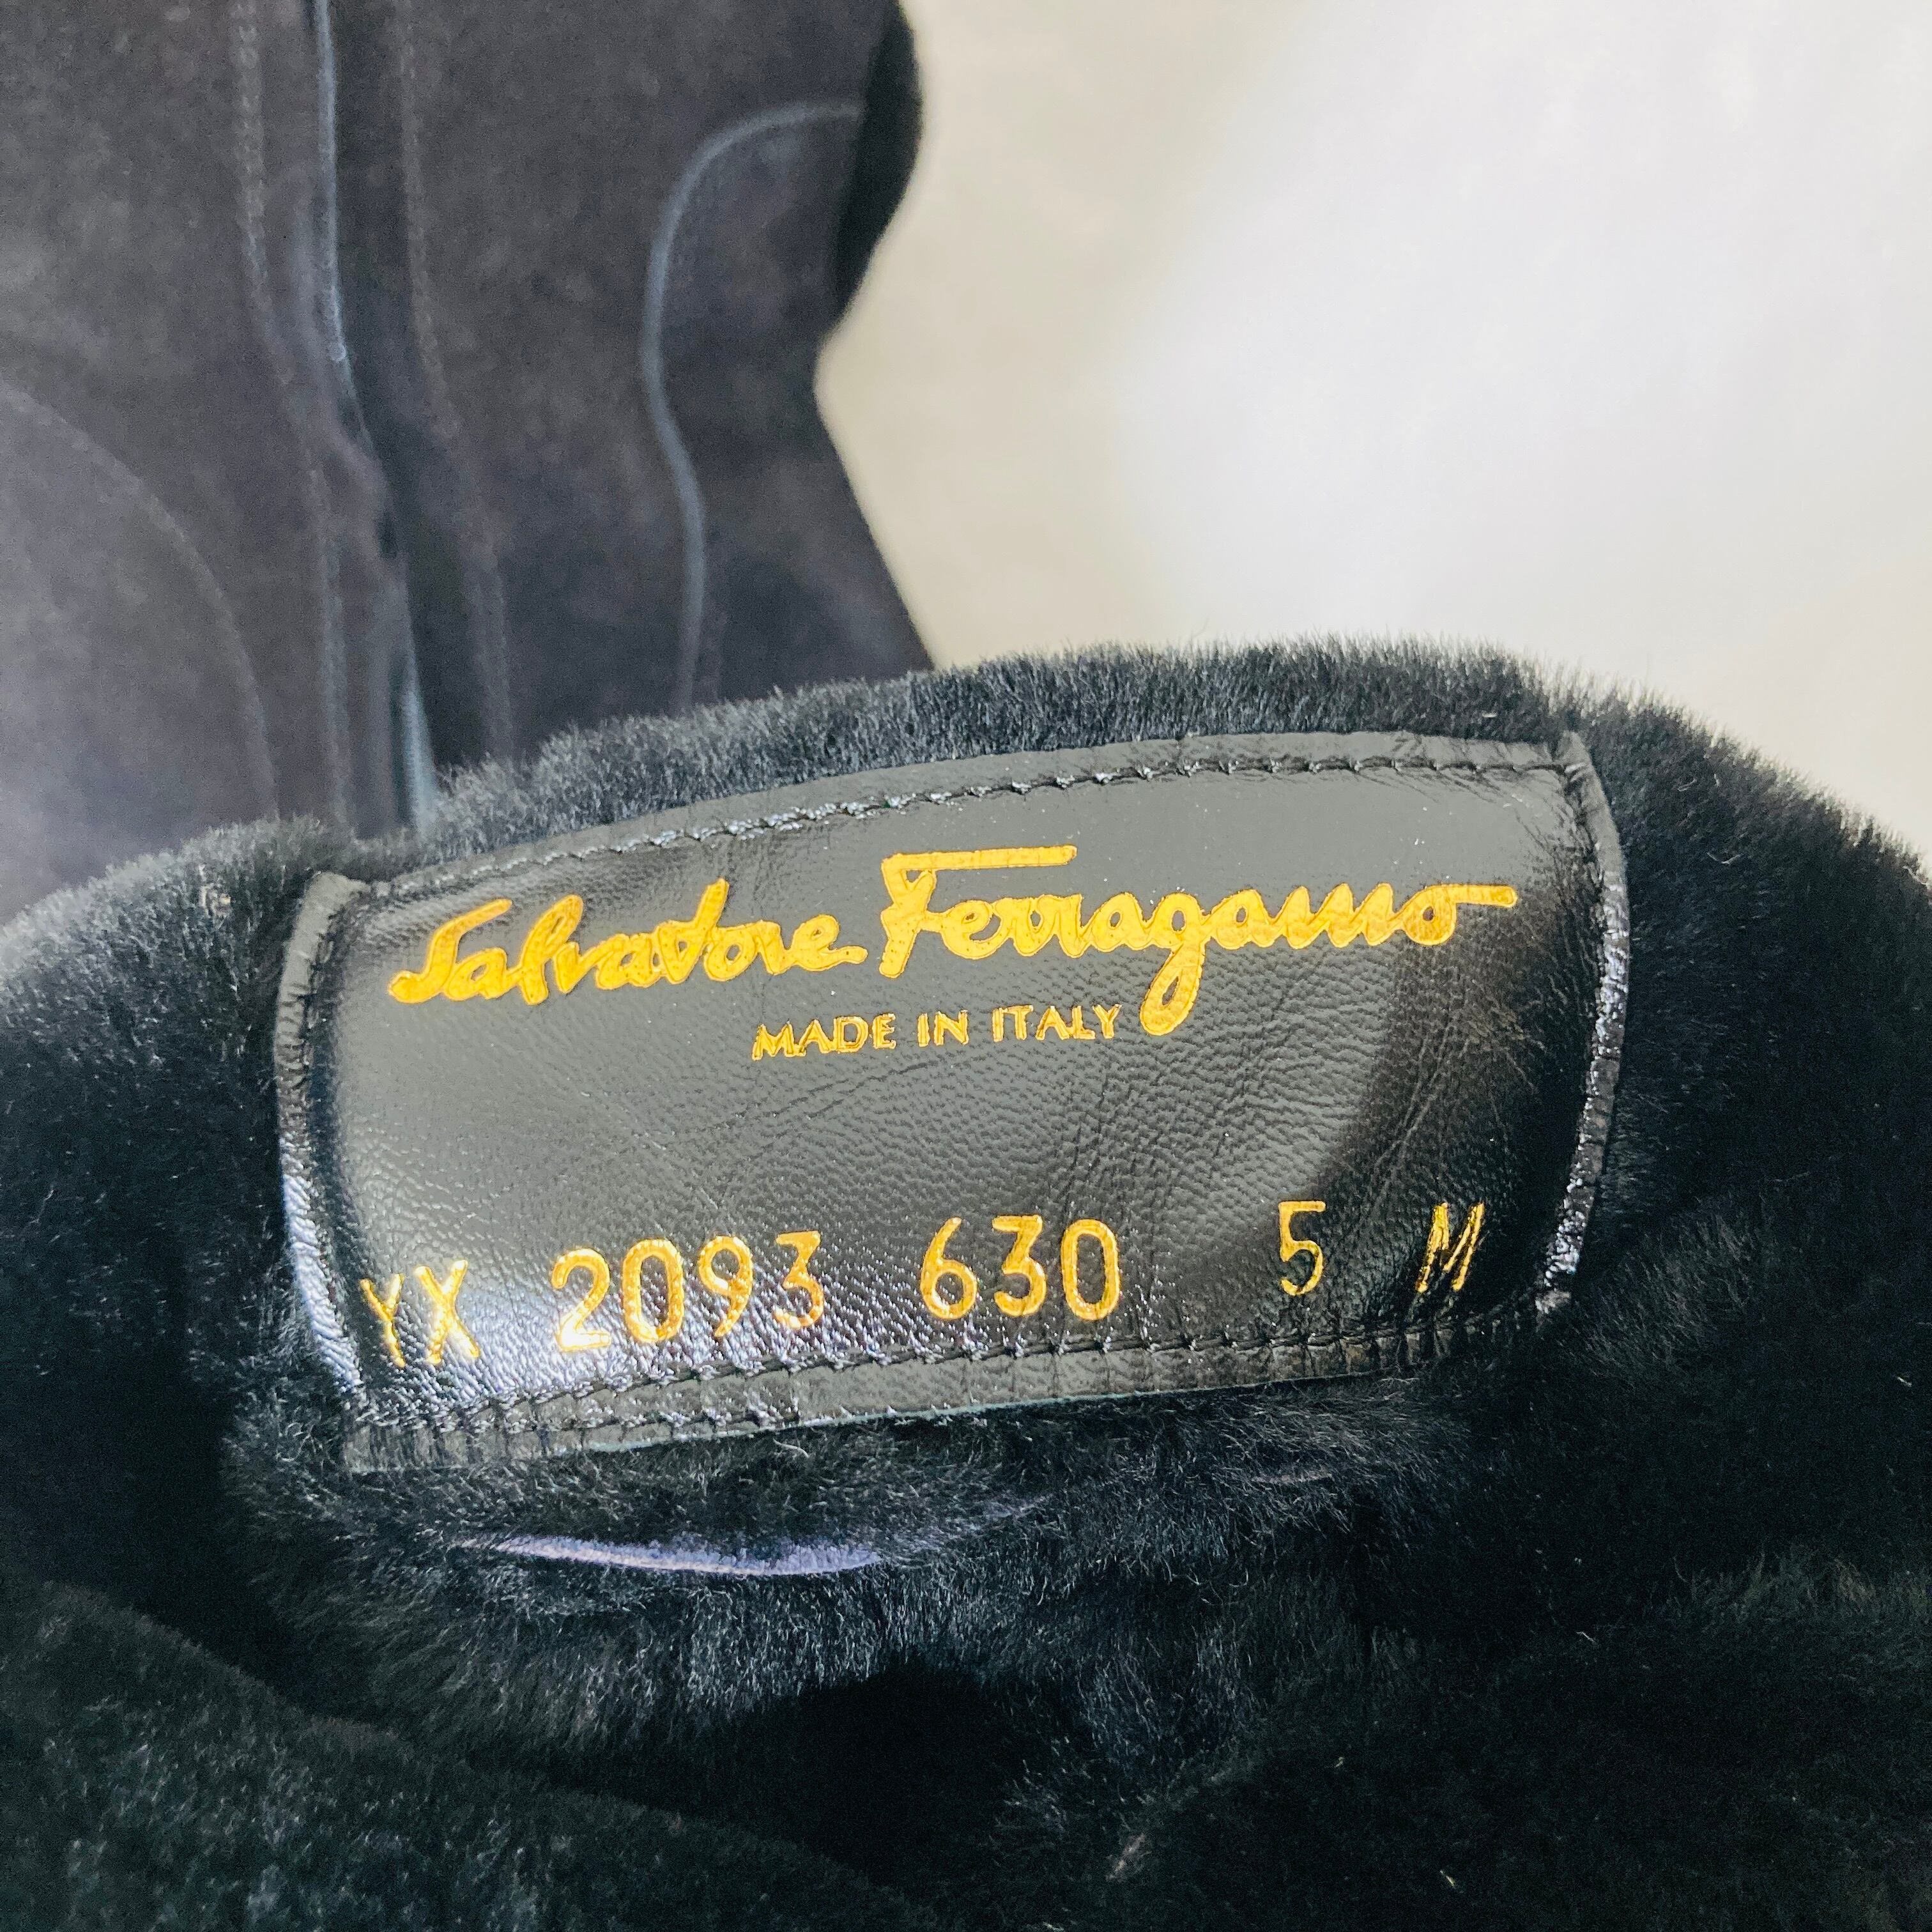 Salvatore Ferragamo
MADE IN ITALY
YX 2093 630 5 M